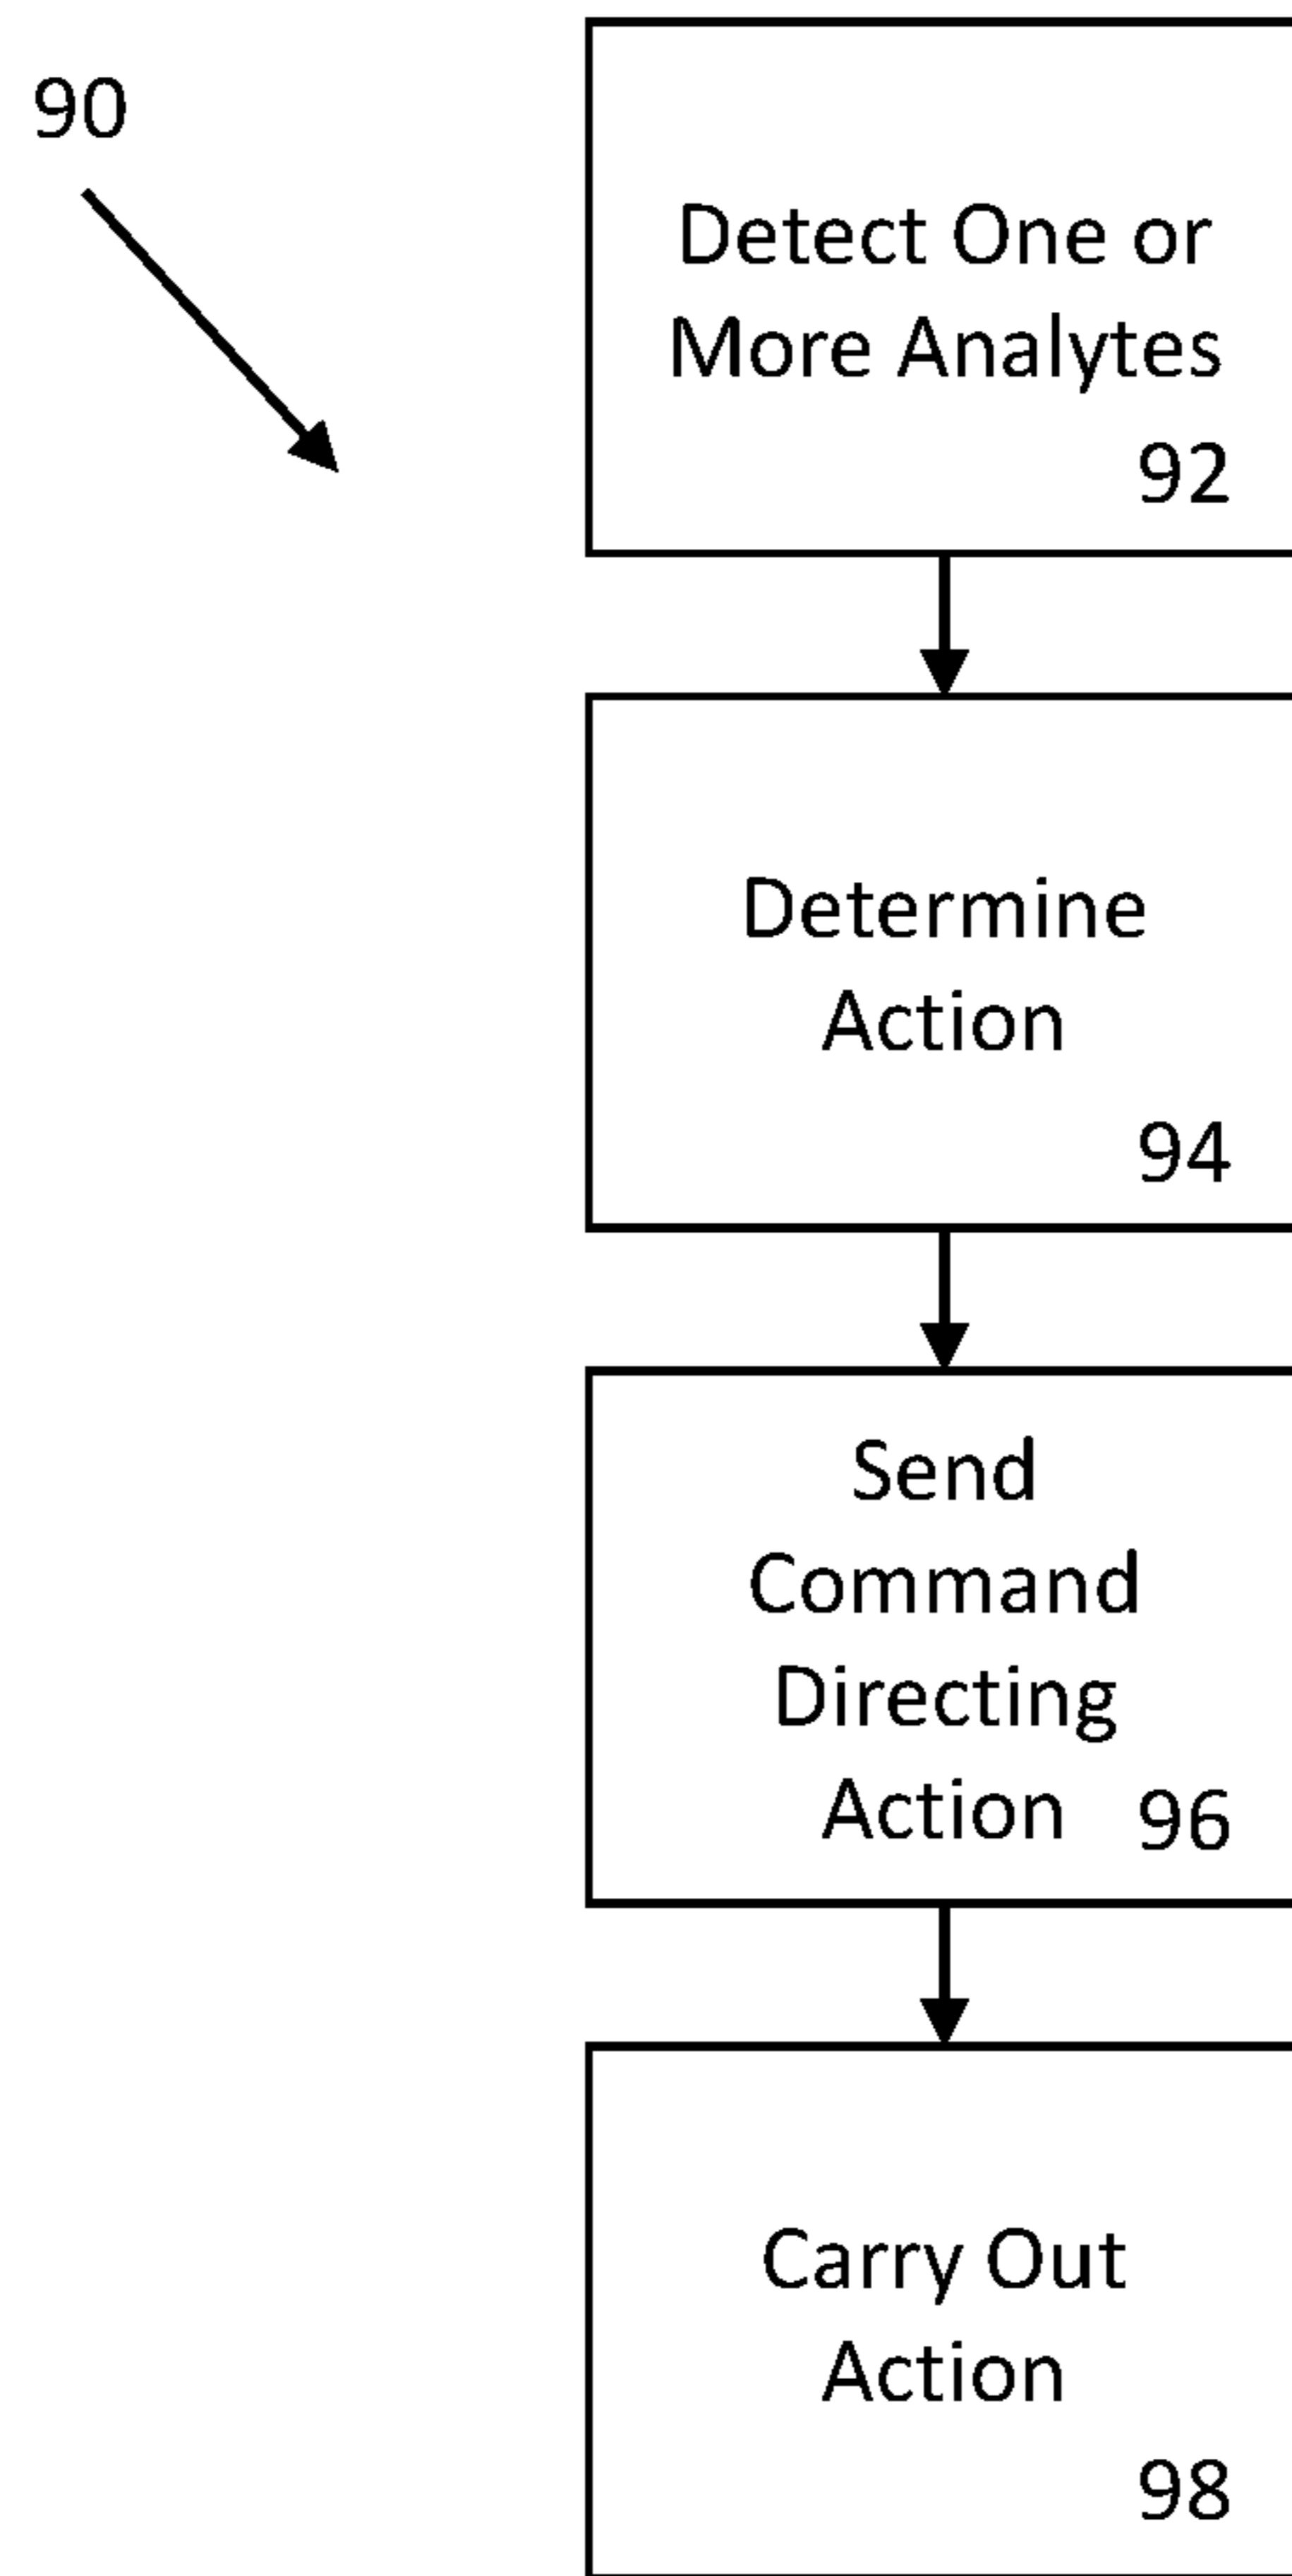 90
Detect One or
More Analytes
92
Determine
Action
94
Send
Command
Directing
Action 96
Carry Out
Action
98